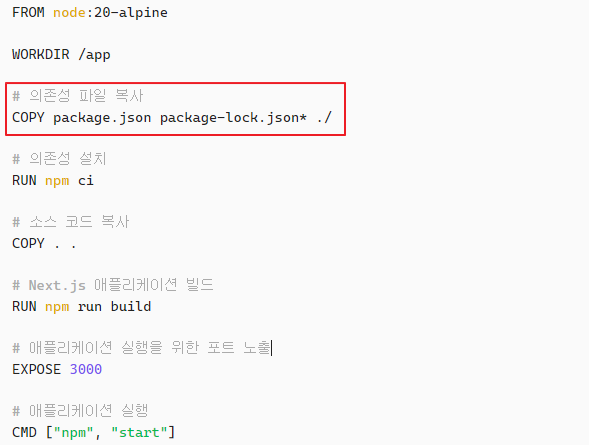 FROM node:20-alpine
WORKDIR /app
# 의존성 파일 복사
COPY package.json package-lock.json* ./
# 의존성 설치
RUN npm ci
# 소스 코드 복사
COPY . .
# Next.js 애플리케이션 빌드
RUN npm run build
# 애플리케이션 실행을 위한 포트 노출
EXPOSE 3000
# 애플리케이션 실행
CMD ["npm", "start"]